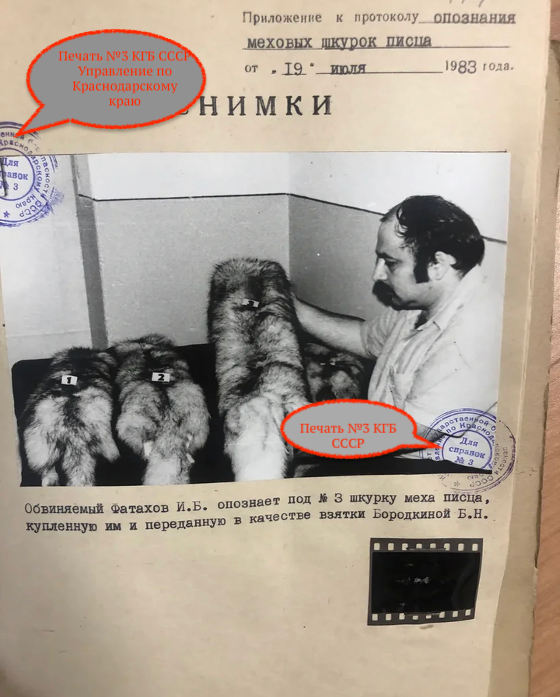 Приложение к протоколу опознания
меховых шкурок писца
от „19" июля 1983 года.
СНИМКИ
Печать №3 КГБ СССР
Управление по
Краснодарскому
краю
Для
справок
№ 3
1
2
3
Печать №3 КГБ
СССР
Для
справок
№ 3
Обвиняемый Фатахов И.Б. опознает под № 3 шкурку меха писца,
купленную им и переданную в качестве взятки Бородкиной Б.Н.